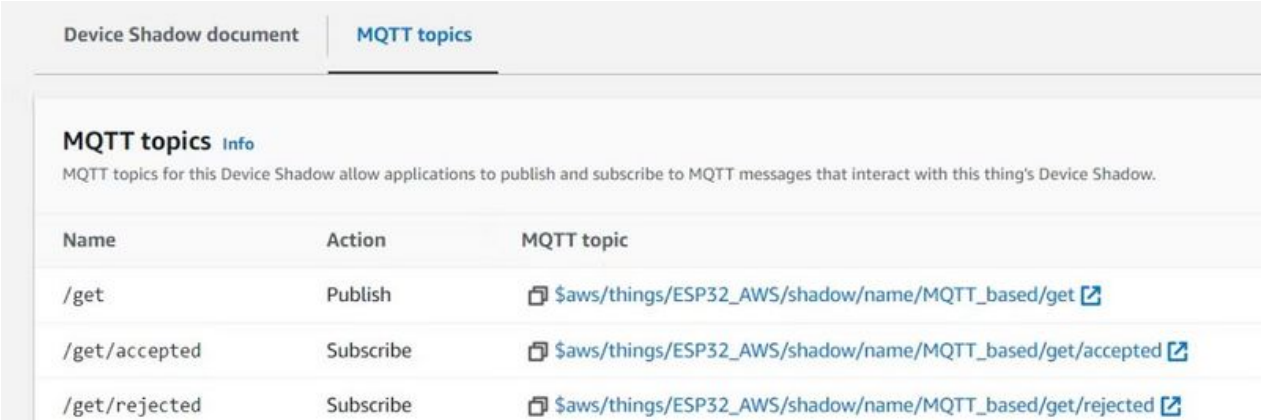 Device Shadow document MQTT topics
MQTT topics Info
MQTT topics for this Device Shadow allow applications to publish and subscribe to MQTT messages that interact with this thing's Device Shadow.
Name Action MQTT topic
/get Publish $aws/things/ESP32_AWS/shadow/name/MQTT_based/get
/get/accepted Subscribe $aws/things/ESP32_AWS/shadow/name/MQTT_based/get/accepted
/get/rejected Subscribe $aws/things/ESP32_AWS/shadow/name/MQTT_based/get/rejected